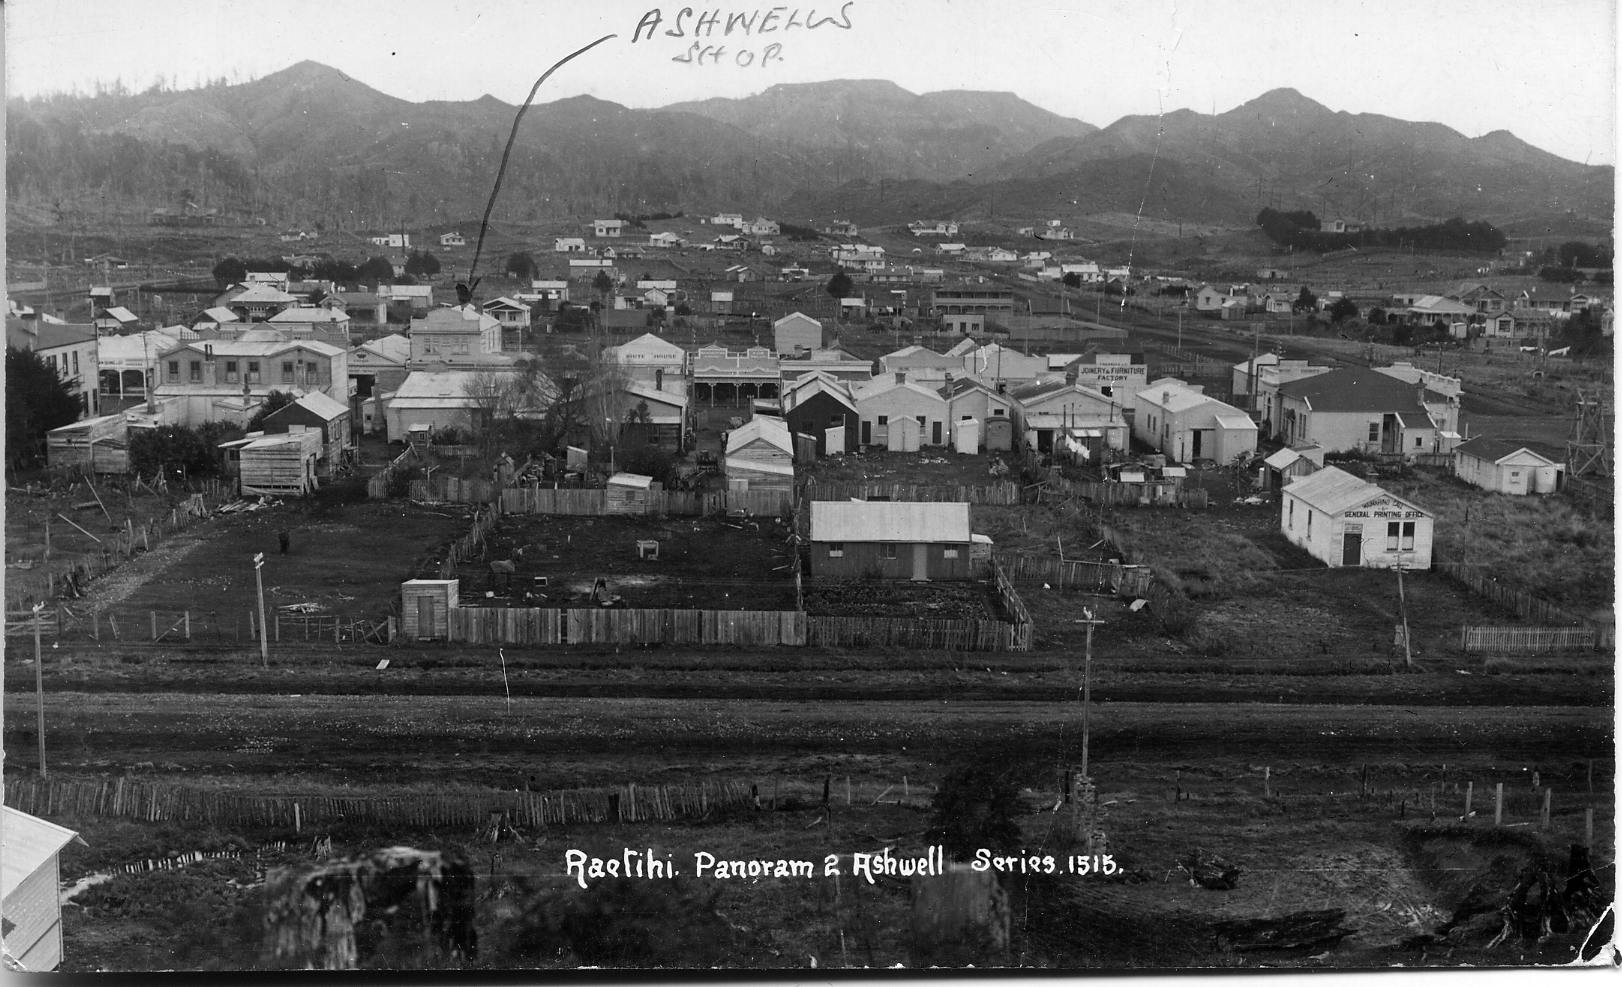 ASHWELLS
SHOP.
JOINERY & FURNITURE
FACTORY
GENERAL PRINTING OFFICE
Raetihi. Panoram 2 Ashwell Series. 1515.